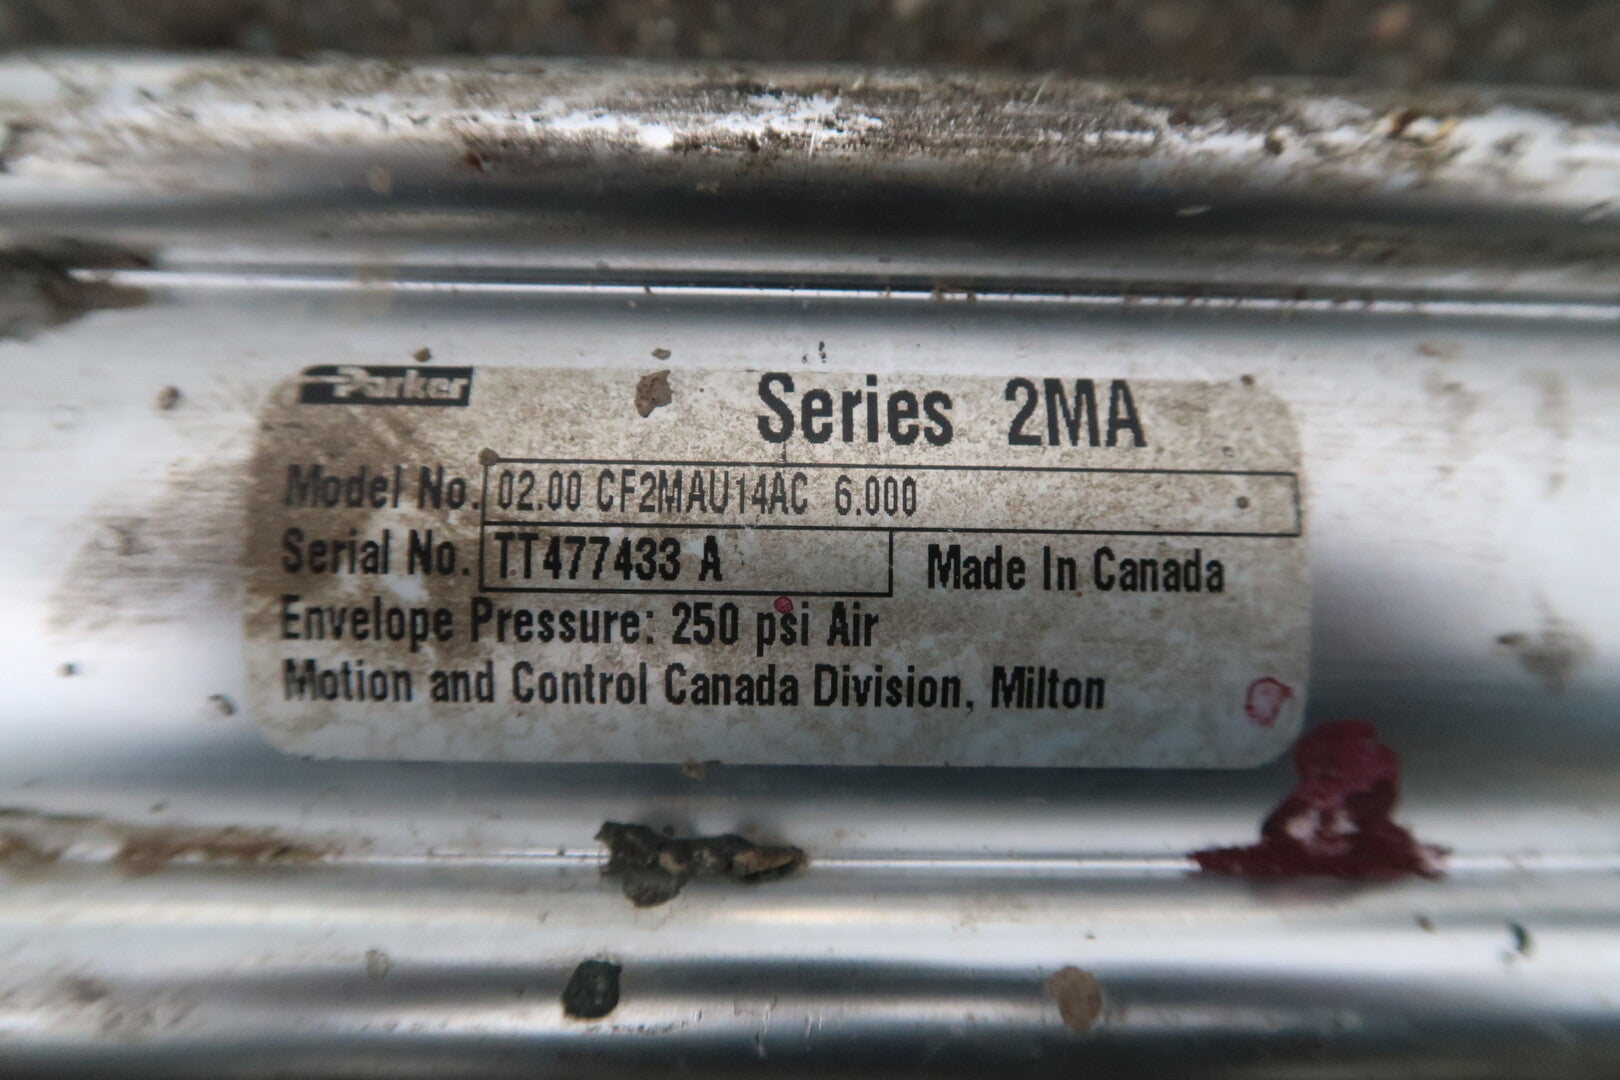 Parker Series 2MA
Model No. 02.00 CF2MAU14AC 6.000
Serial No. TT477433 A Made In Canada
Envelope Pressure: 250 psi Air
Motion and Control Canada Division, Milton